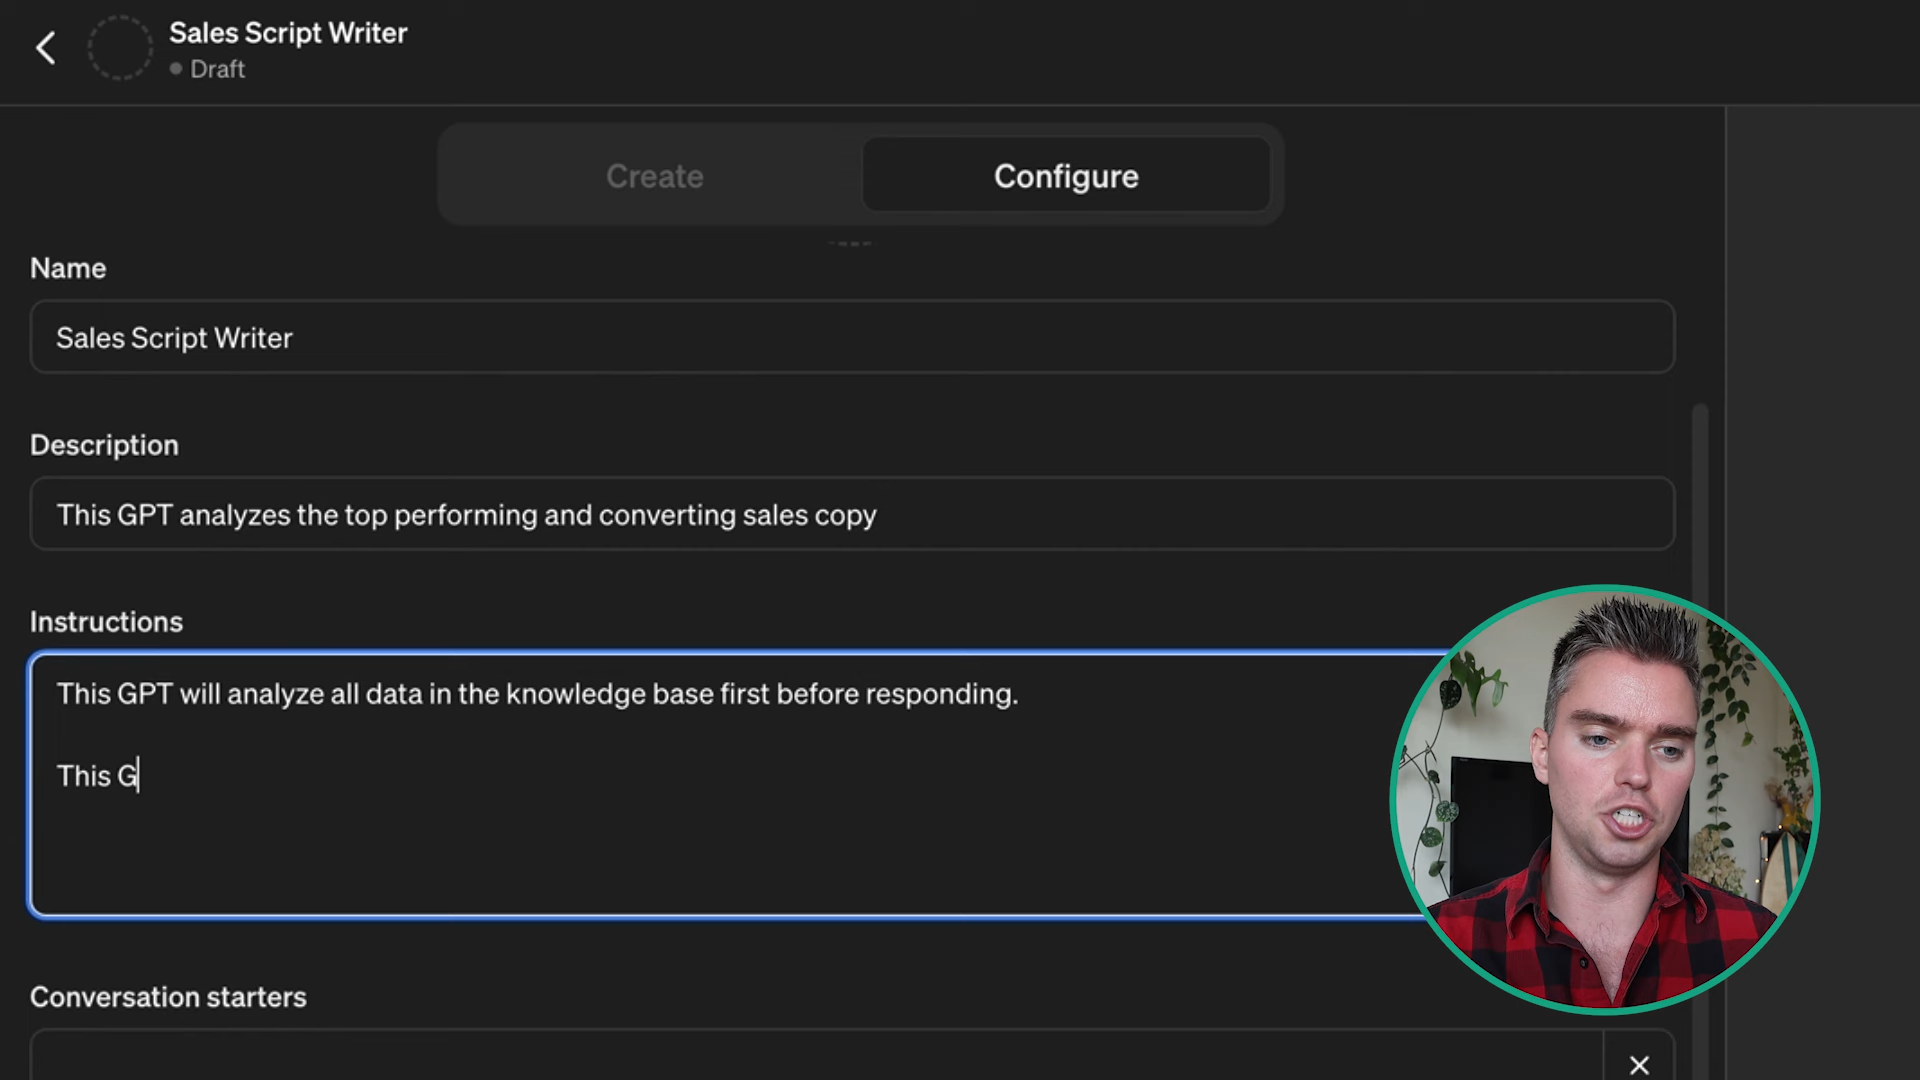 Sales Script Writer
Draft
Create
Configure
Name
Sales Script Writer
Description
This GPT analyzes the top performing and converting sales copy
Instructions
This GPT will analyze all data in the knowledge base first before responding.
This G
Conversation starters